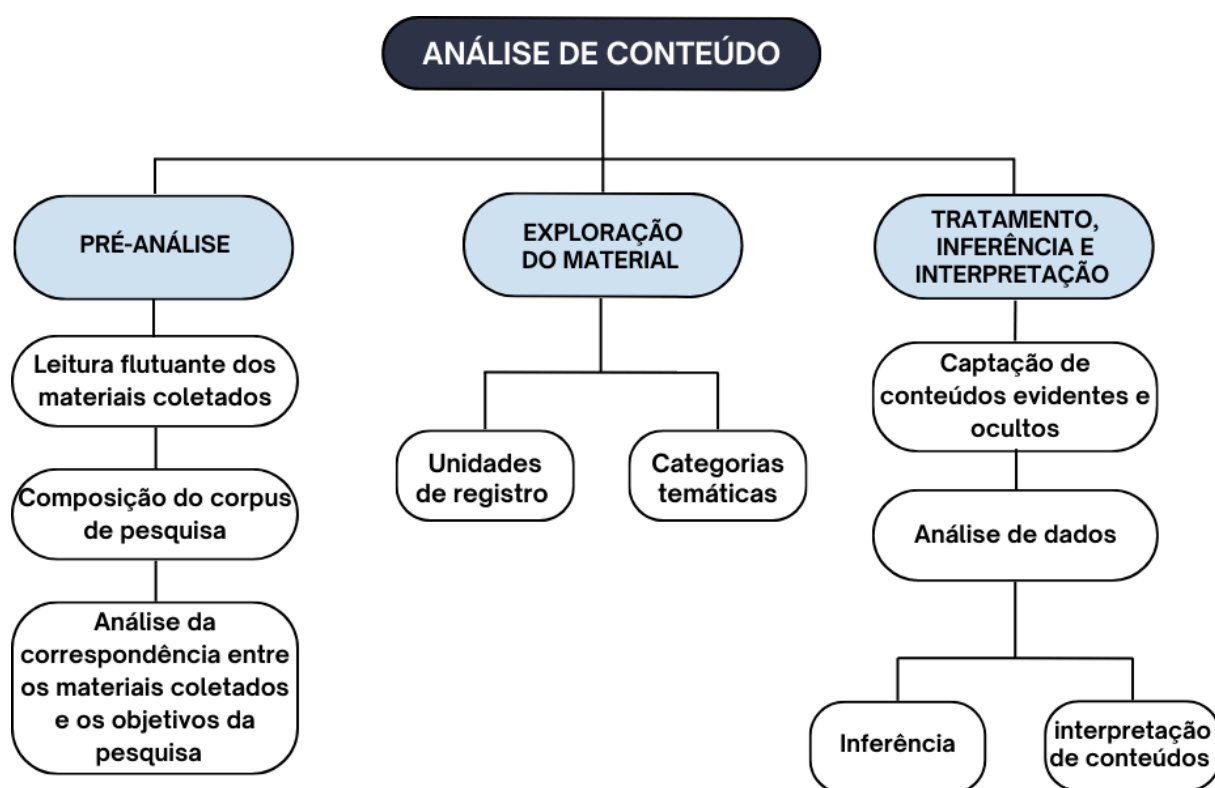 ANÁLISE DE CONTEÚDO
PRÉ-ANÁLISE
Leitura flutuante dos
materiais coletados
Composição do corpus
de pesquisa
Análise da
correspondência entre
os materiais coletados
e os objetivos da
pesquisa
EXPLORAÇÃO
DO MATERIAL
Unidades
de registro
Categorias
temáticas
TRATAMENTO,
INFERÊNCIA E
INTERPRETAÇÃO
Captação de
conteúdos evidentes e
ocultos
Análise de dados
Inferência
interpretação
de conteúdos